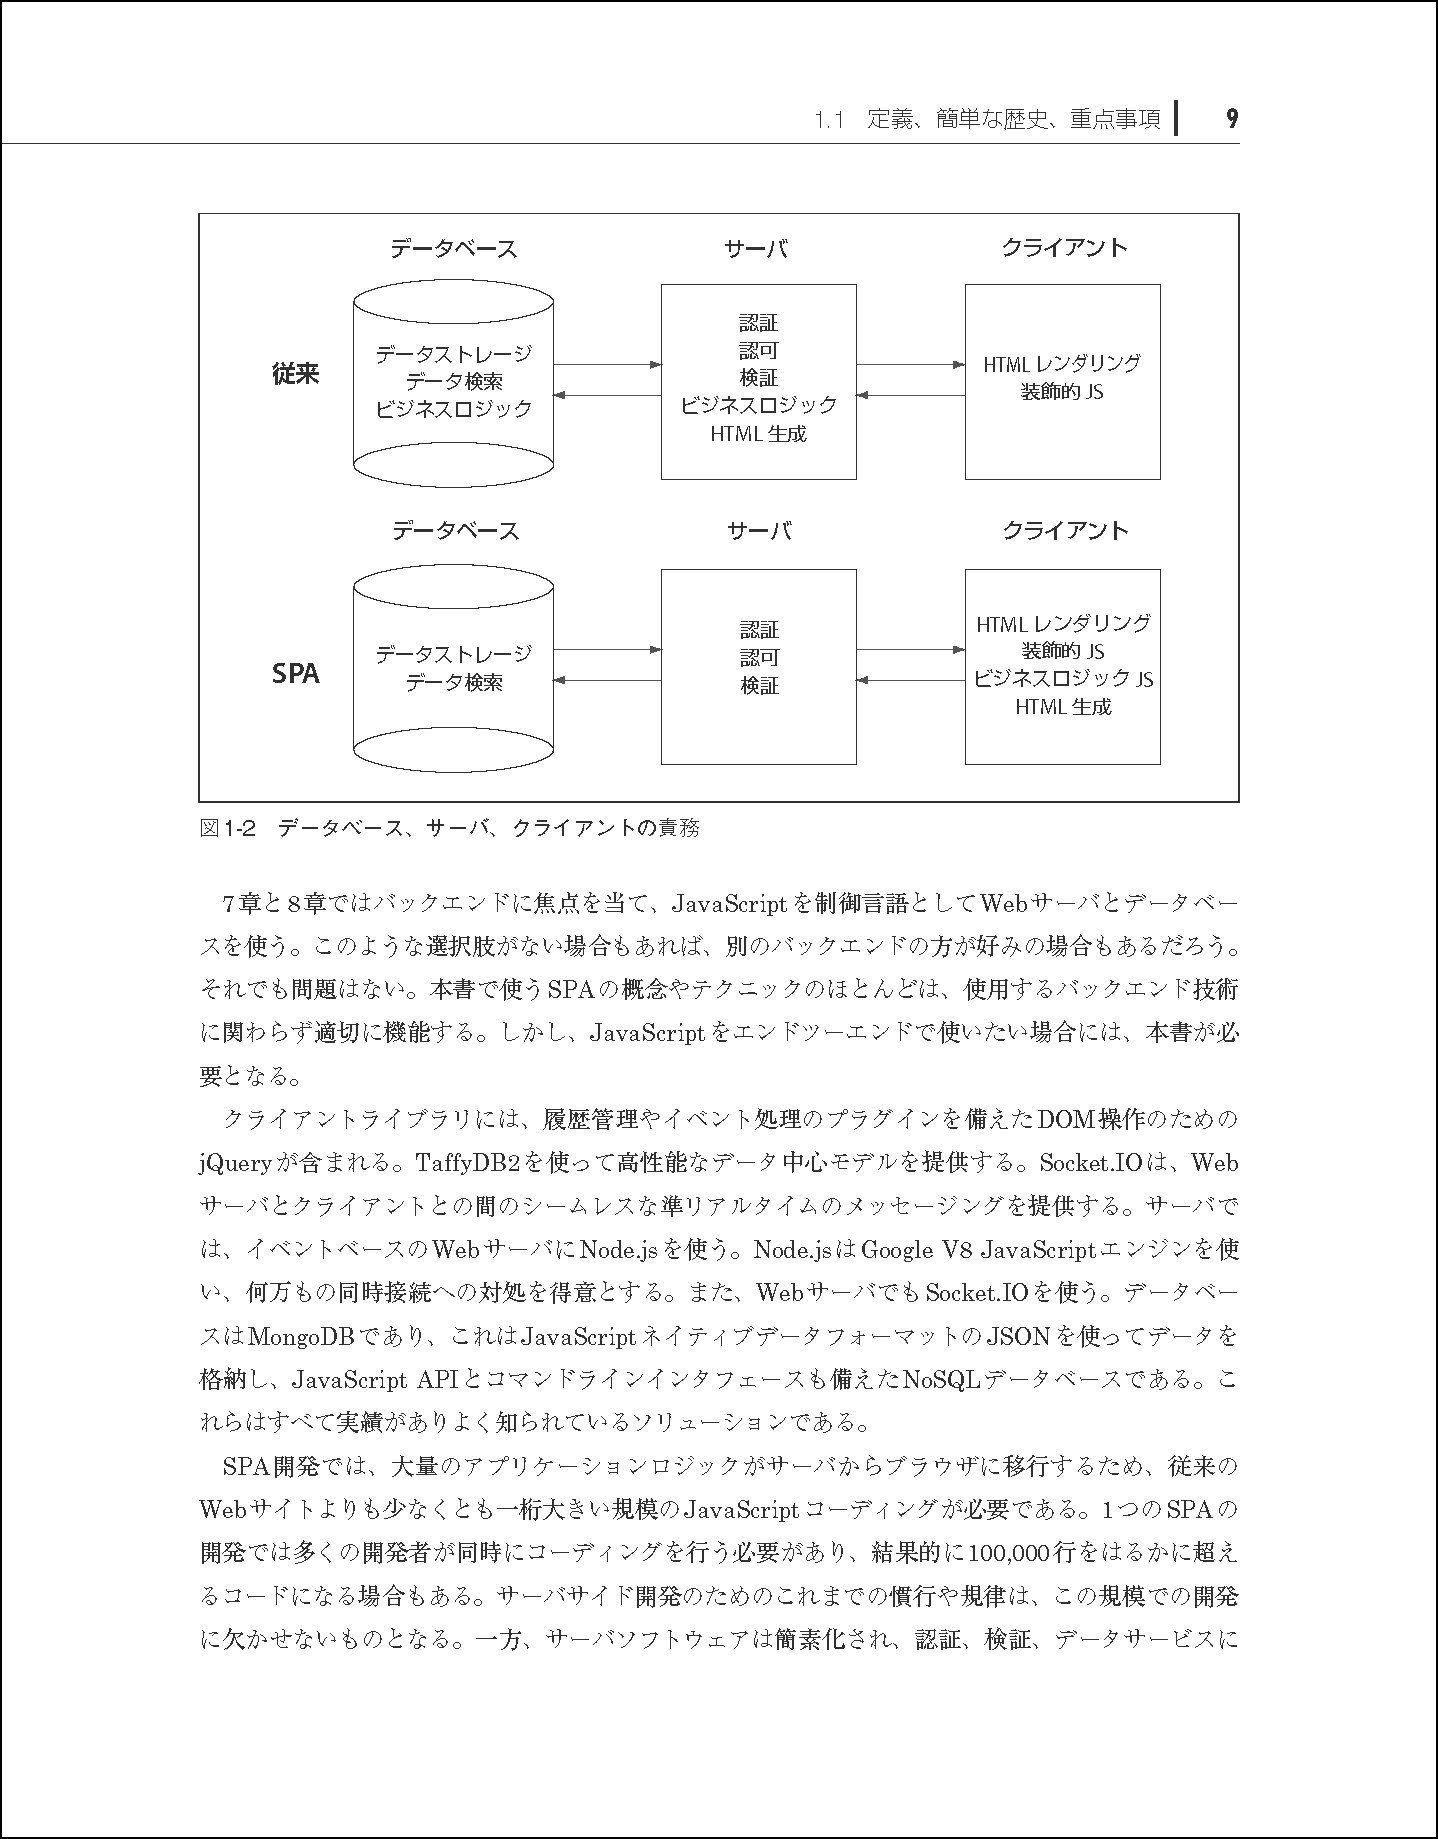 1.1 定義、簡単な歴史、重点事項 9
データベース サーバ クライアント
従来
データストレージ
データ検索
ビジネスロジック
認証
認可
検証
ビジネスロジック
HTML 生成
HTML レンダリング
装飾的 JS
データベース サーバ クライアント
SPA
データストレージ
データ検索
認証
認可
検証
HTML レンダリング
装飾的 JS
ビジネスロジック JS
HTML 生成
図1-2 データベース、サーバ、クライアントの責務
7章と8章ではバックエンドに焦点を当て、JavaScriptを制御言語としてWebサーバとデータベー
スを使う。このような選択肢がない場合もあれば、別のバックエンドの方が好みの場合もあるだろう。
それでも問題はない。本書で使うSPAの概念やテクニックのほとんどは、使用するバックエンド技術
に関わらず適切に機能する。しかし、JavaScriptをエンドツーエンドで使いたい場合には、本書が必
要となる。
クライアントライブラリには、履歴管理やイベント処理のプラグインを備えたDOM操作のための
jQueryが含まれる。TaffyDB2を使って高性能なデータ中心モデルを提供する。Socket.IOは、Web
サーバとクライアントとの間のシームレスな準リアルタイムのメッセージングを提供する。サーバで
は、イベントベースのWebサーバにNode.jsを使う。Node.jsはGoogle V8 JavaScriptエンジンを使
い、何万もの同時接続への対処を得意とする。また、WebサーバでもSocket.IOを使う。データベー
スはMongoDBであり、これはJavaScriptネイティブデータフォーマットのJSONを使ってデータを
格納し、JavaScript APIとコマンドラインインタフェースも備えたNoSQLデータベースである。こ
れらはすべて実績がありよく知られているソリューションである。
SPA開発では、大量のアプリケーションロジックがサーバからブラウザに移行するため、従来の
Webサイトよりも少なくとも一桁大きい規模のJavaScriptコーディングが必要である。1つのSPAの
開発では多くの開発者が同時にコーディングを行う必要があり、結果的に100,000行をはるかに超え
るコードになる場合もある。サーバサイド開発のためのこれまでの慣行や規律は、この規模での開発
に欠かせないものとなる。一方、サーバソフトウェアは簡素化され、認証、検証、データサービスに